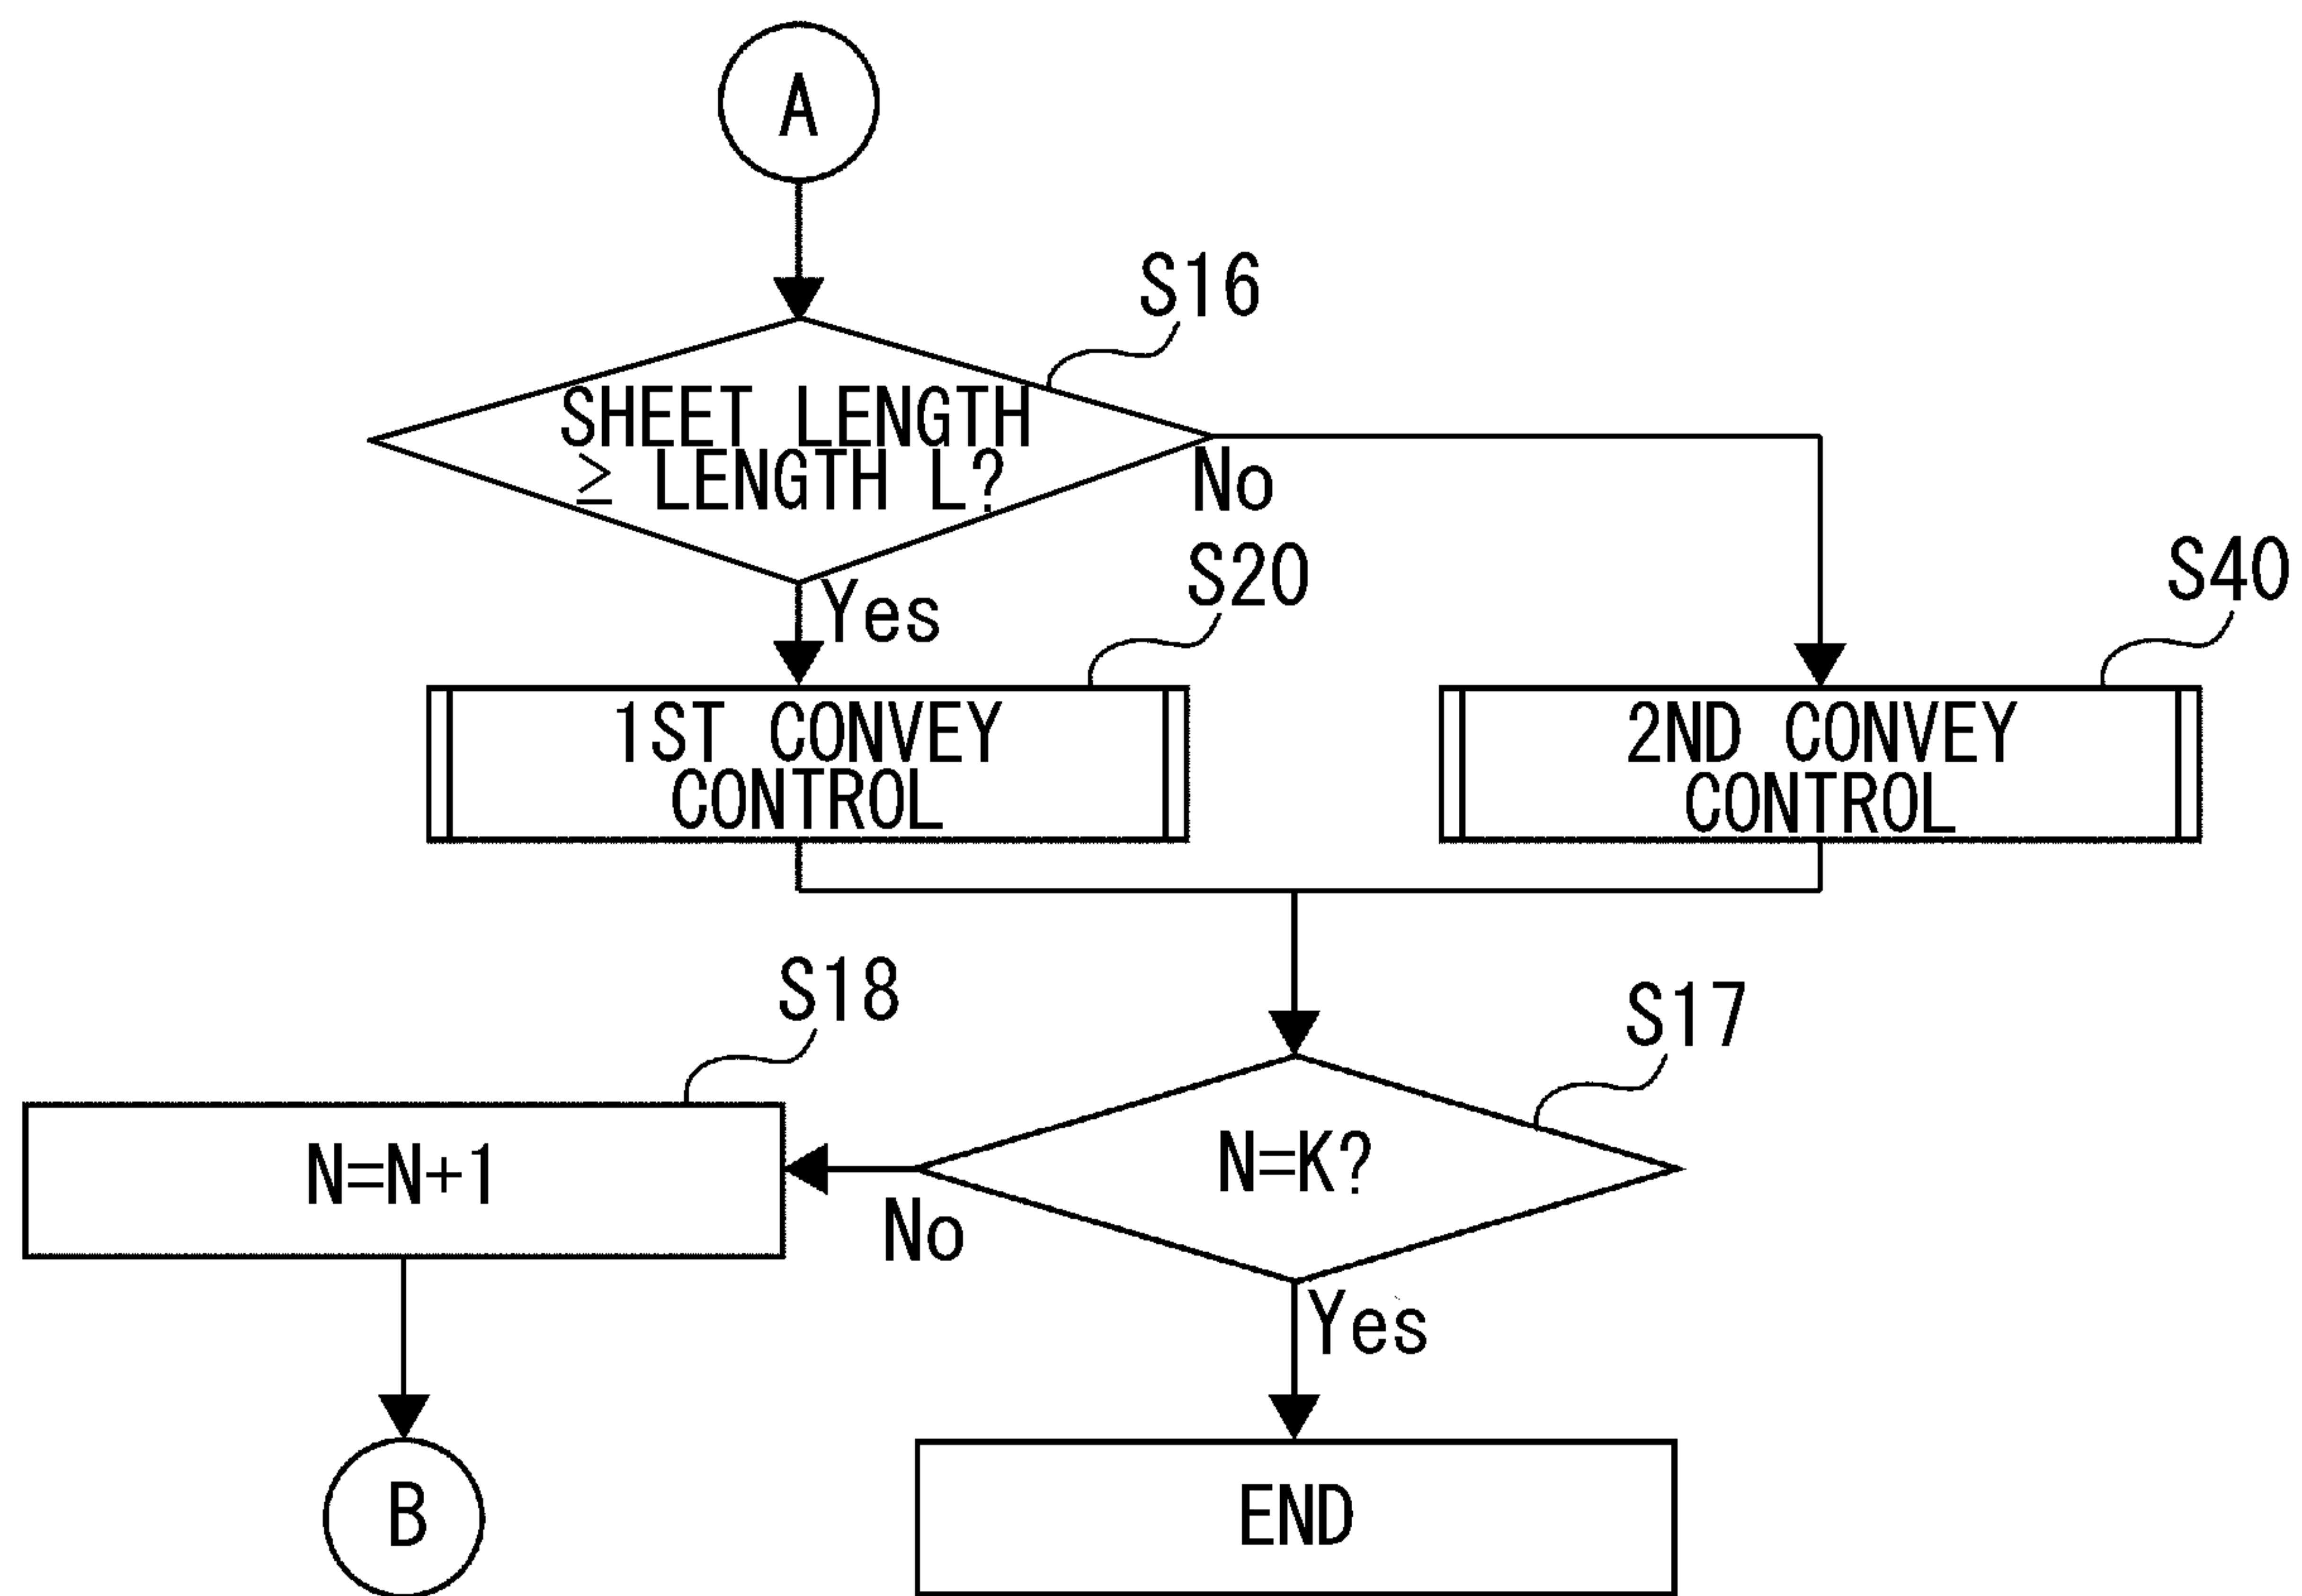 A
S16
SHEET LENGTH
≥ LENGTH L?
No
Yes
S20
S40
1ST CONVEY
CONTROL
2ND CONVEY
CONTROL
S18
S17
N=N+1
N=K?
No
Yes
B
END